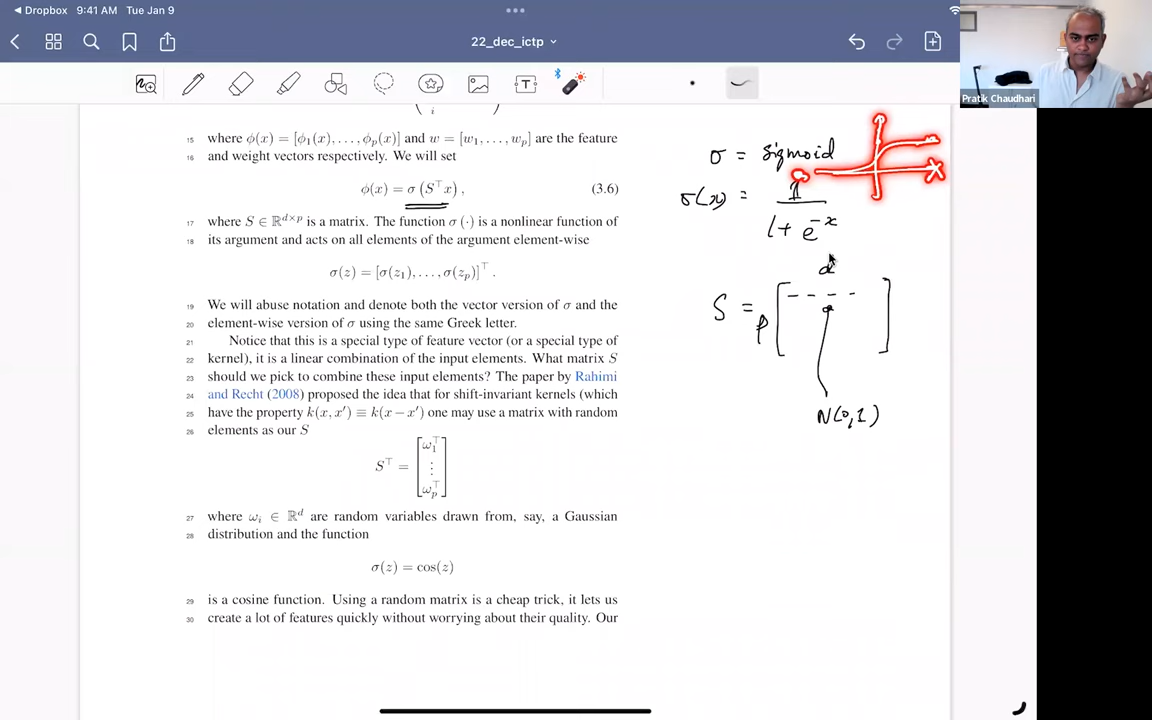 Dropbox 9:41 AM Tue Jan 9
22_dec_ictp
T
Pratik Chaudhari
i
15 where ϕ(x) = [ϕ₁(x), . . . , ϕₚ(x)] and w = [w₁, . . . , wₚ] are the feature
16 and weight vectors respectively. We will set
ϕ(x) = σ (S⊤x) , (3.6)
17 where S ∈ ℝ^{d×p} is a matrix. The function σ (·) is a nonlinear function of
18 its argument and acts on all elements of the argument element-wise
σ(z) = [σ(z₁), . . . , σ(zₚ)]⊤ .
19 We will abuse notation and denote both the vector version of σ and the
20 element-wise version of σ using the same Greek letter.
21 Notice that this is a special type of feature vector (or a special type of
22 kernel), it is a linear combination of the input elements. What matrix S
23 should we pick to combine these input elements? The paper by Rahimi
24 and Recht (2008) proposed the idea that for shift-invariant kernels (which
25 have the property k(x, x′) ≡ k(x − x′) one may use a matrix with random
26 elements as our S
S⊤ = [ω₁⊤ ⋮ ωₚ⊤]
27 where ωᵢ ∈ ℝ^d are random variables drawn from, say, a Gaussian
28 distribution and the function
σ(z) = cos(z)
29 is a cosine function. Using a random matrix is a cheap trick, it lets us
30 create a lot of features quickly without worrying about their quality. Our
σ = sigmoid
σ(x) = 1
1 + e^{-x}
d
S = p [ - - - - ]
N(0,1)